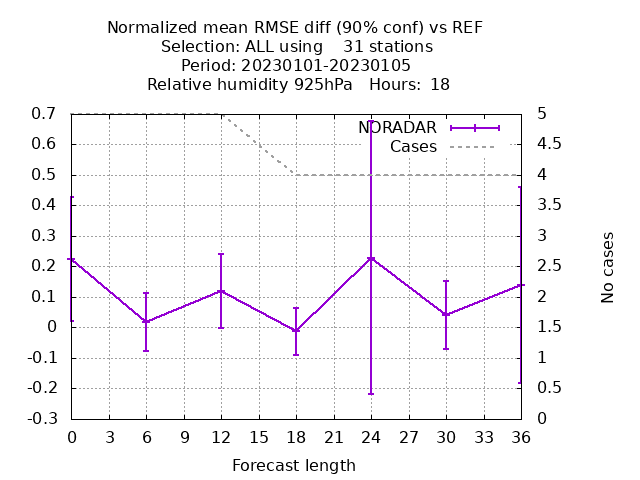 Normalized mean RMSE diff (90% conf) vs REF
Selection: ALL using    31 stations
Period: 20230101-20230105
Relative humidity 925hPa   Hours: 18
0.7
0.6
0.5
0.4
0.3
0.2
0.1
0
-0.1
-0.2
-0.3
NORADAR
Cases
5
4.5
4
3.5
3
2.5
2
1.5
1
0.5
0
No cases
0 3 6 9 12 15 18 21 24 27 30 33 36
Forecast length